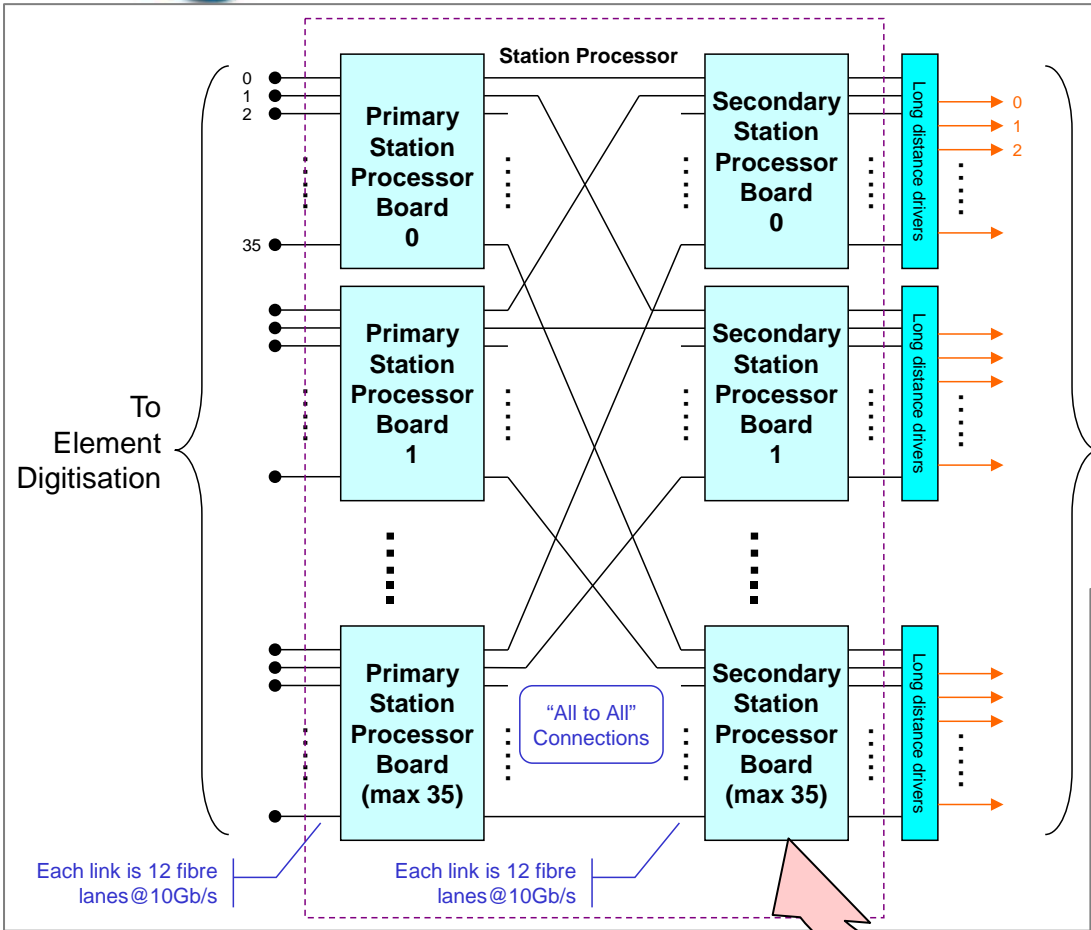 Station Processor
0
1
2
35
Primary
Station
Processor
Board
0
Secondary
Station
Processor
Board
0
Long distance drivers
0
1
2
Primary
Station
Processor
Board
1
Secondary
Station
Processor
Board
1
Long distance drivers
To
Element
Digitisation
Primary
Station
Processor
Board
(max 35)
“All to All”
Connections
Secondary
Station
Processor
Board
(max 35)
Long distance drivers
Each link is 12 fibre
lanes@10Gb/s
Each link is 12 fibre
lanes@10Gb/s